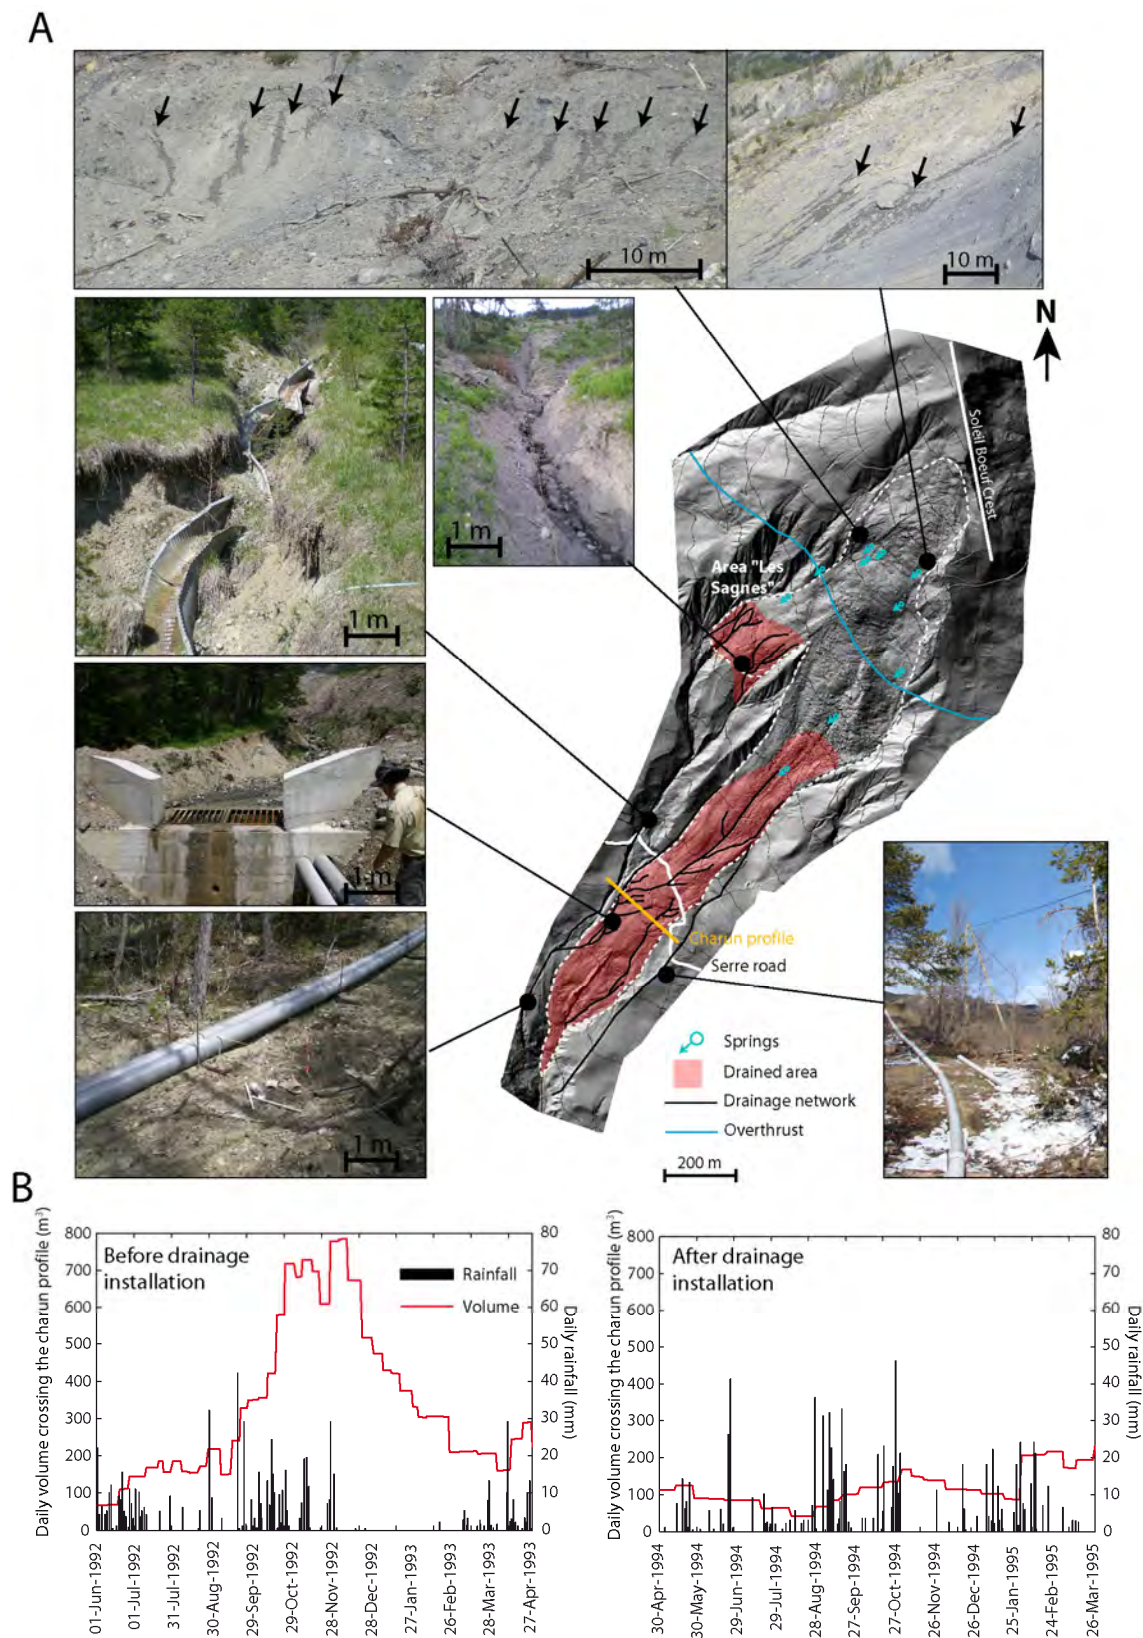 A
10 m
10 m
N
1 m
1 m
Soleil Boeuf Crest
Area "Les
Sagnes"
1 m
Charun profile
Serre road
1 m
Springs
Drained area
Drainage network
Overthrust
200 m
B
Daily volume crossing the charun profile (m³)
800
700
600
500
400
300
200
100
0
Before drainage
installation
Rainfall
Volume
80
70
60
50
40
30
20
10
0
Daily rainfall (mm)
01-Jun-1992
01-Jul-1992
31-Jul-1992
30-Aug-1992
29-Sep-1992
29-Oct-1992
28-Nov-1992
28-Dec-1992
27-Jan-1993
26-Feb-1993
28-Mar-1993
27-Apr-1993
Daily volume crossing the charun profile (m³)
800
700
600
500
400
300
200
100
0
After drainage
installation
80
70
60
50
40
30
20
10
0
Daily rainfall (mm)
30-Apr-1994
30-May-1994
29-Jun-1994
29-Jul-1994
28-Aug-1994
27-Sep-1994
27-Oct-1994
26-Nov-1994
26-Dec-1994
25-Jan-1995
24-Feb-1995
26-Mar-1995